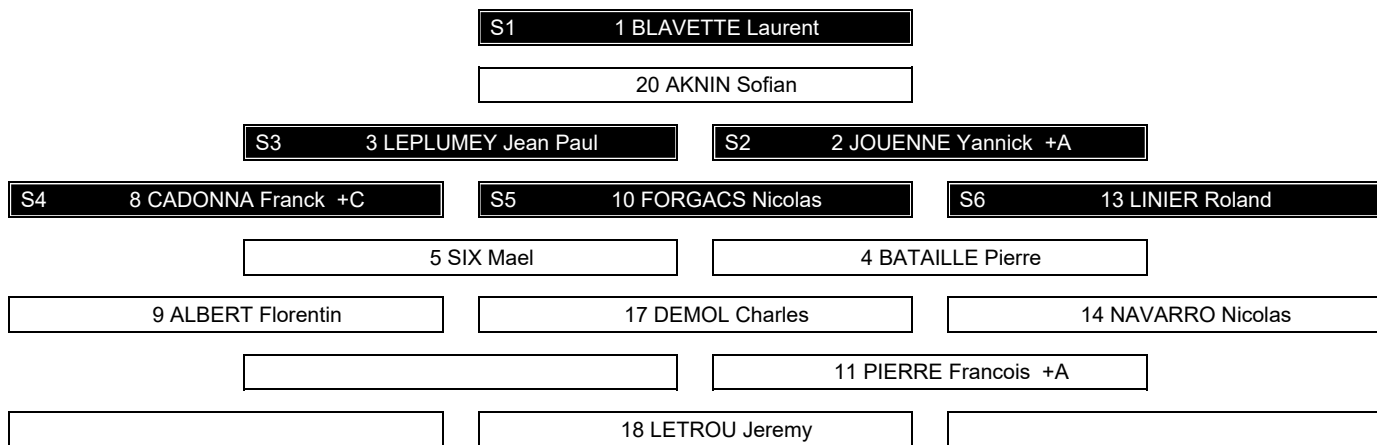 S1 1 BLAVETTE Laurent
20 AKNIN Sofian
S3 3 LEPLUMEY Jean Paul S2 2 JOUENNE Yannick +A
S4 8 CADONNA Franck +C S5 10 FORGACS Nicolas S6 13 LINIER Roland
5 SIX Mael 4 BATAILLE Pierre
9 ALBERT Florentin 17 DEMOL Charles 14 NAVARRO Nicolas
11 PIERRE Francois +A
18 LETROU Jeremy